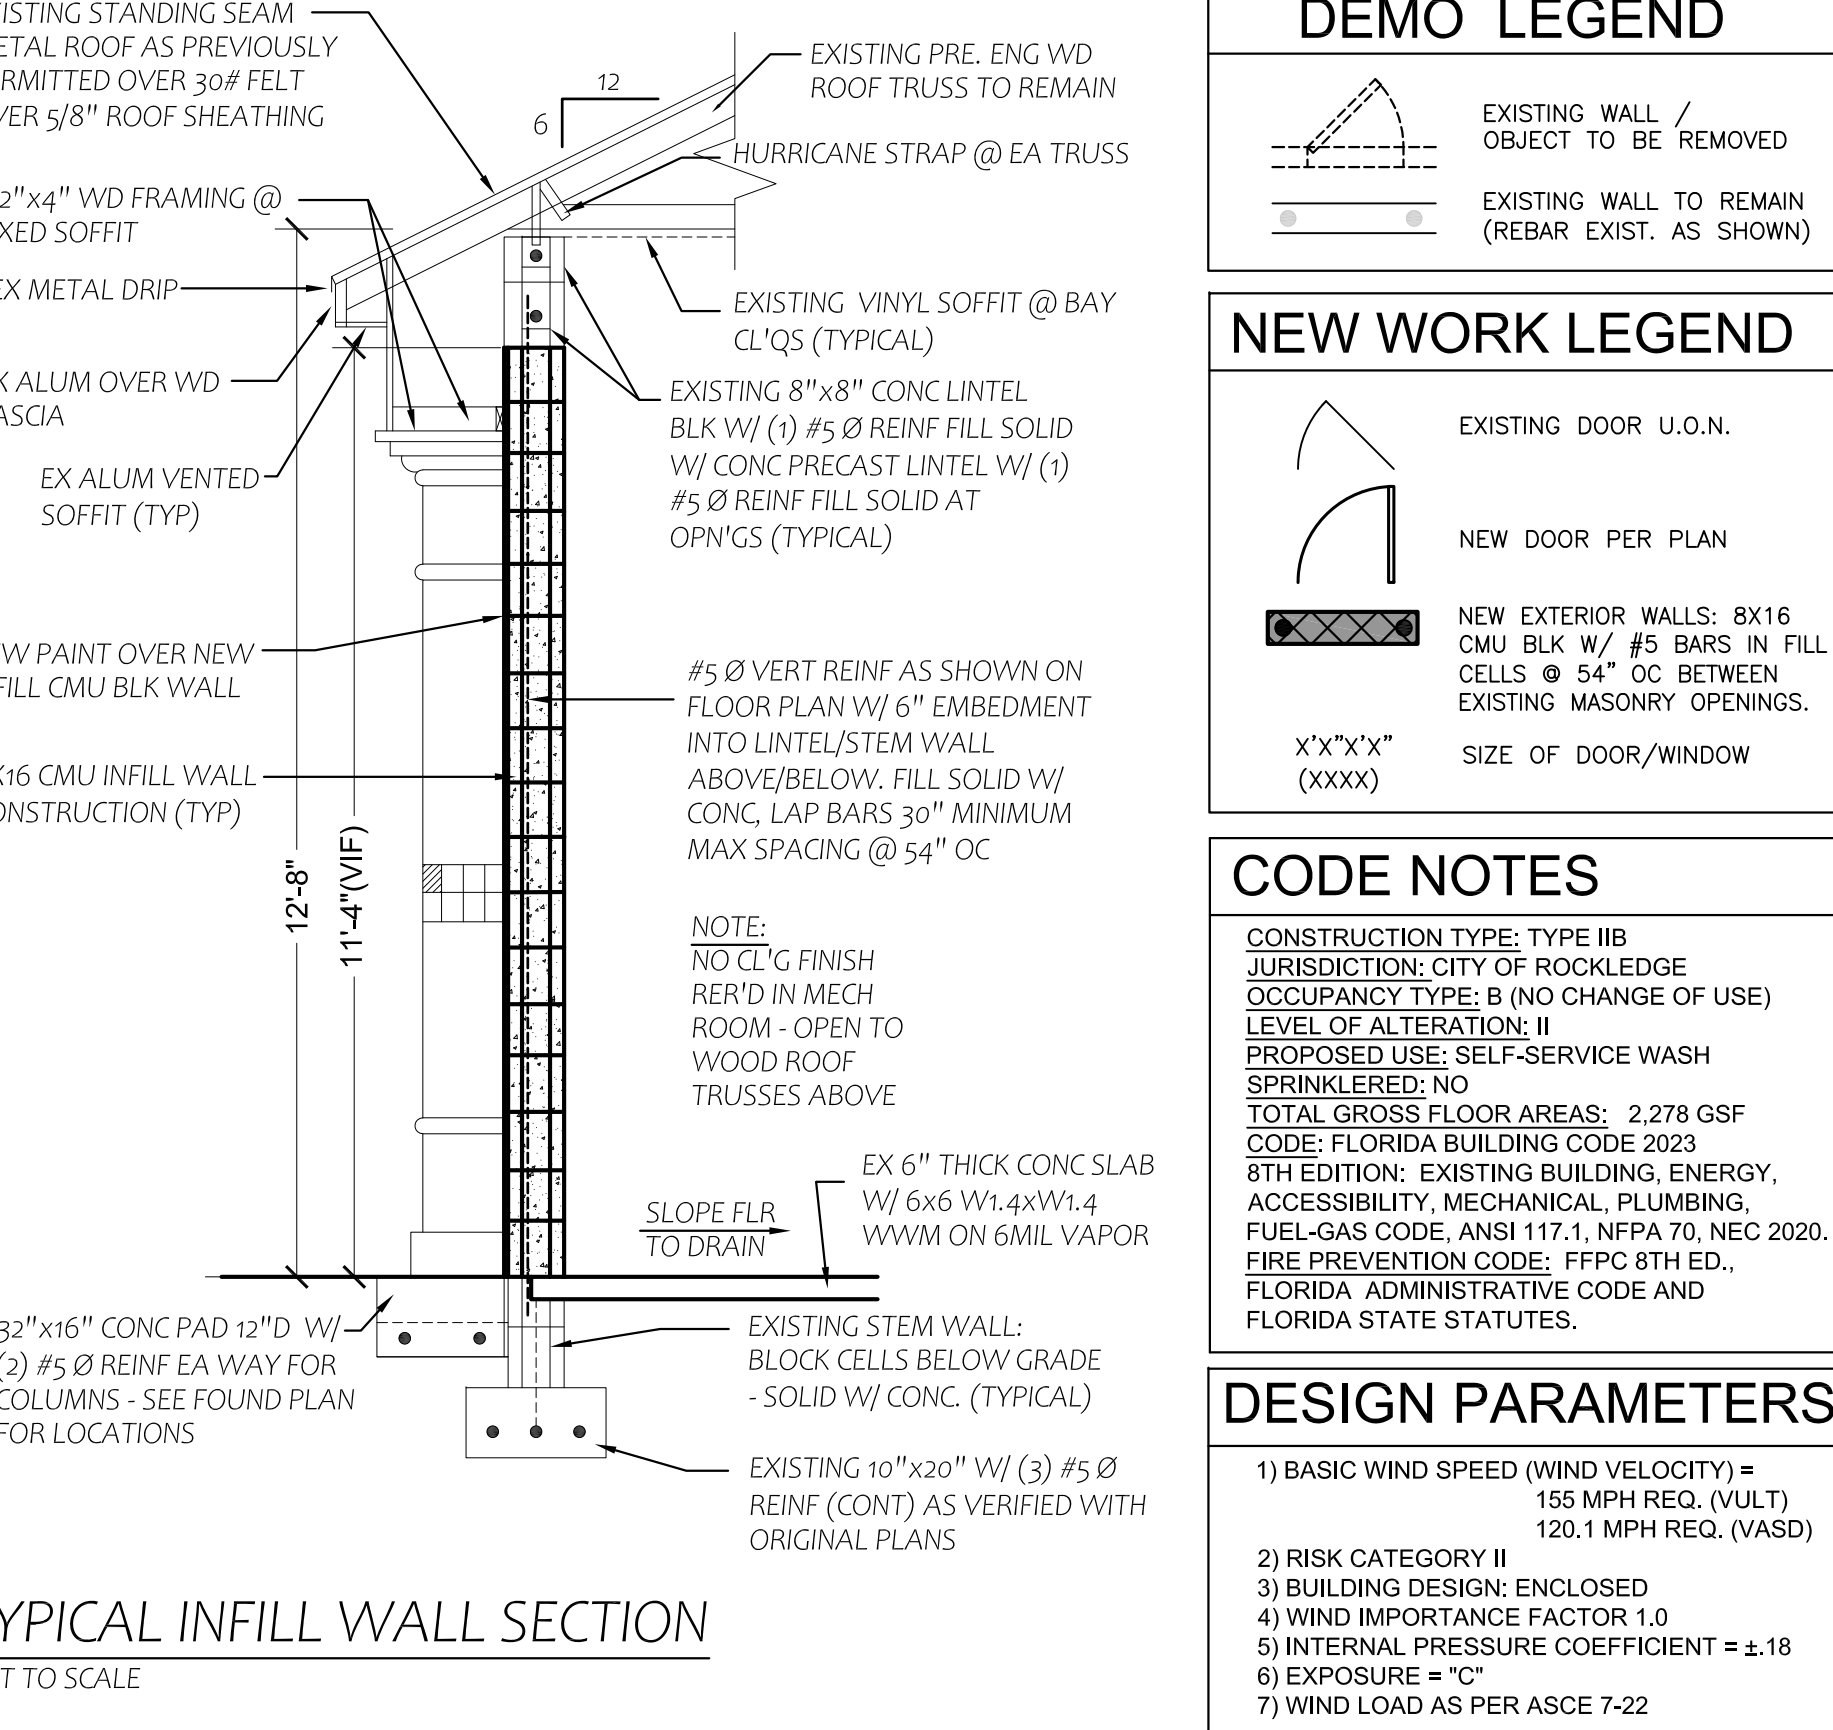 ISTING STANDING SEAM
ETAL ROOF AS PREVIOUSLY
RMITTED OVER 30# FELT
VER 5/8" ROOF SHEATHING
12
6
EXISTING PRE. ENG WD
ROOF TRUSS TO REMAIN
HURRICANE STRAP @ EA TRUSS
2"x4" WD FRAMING @
XED SOFFIT
EX METAL DRIP
EXISTING VINYL SOFFIT @ BAY
CL'QS (TYPICAL)
X ALUM OVER WD
ASCIA
EXISTING 8"x8" CONC LINTEL
BLK W/ (1) #5 Ø REINF FILL SOLID
W/ CONC PRECAST LINTEL W/ (1)
#5 Ø REINF FILL SOLID AT
OPN'GS (TYPICAL)
EX ALUM VENTED
SOFFIT (TYP)
W PAINT OVER NEW
FILL CMU BLK WALL
#5 Ø VERT REINF AS SHOWN ON
FLOOR PLAN W/ 6" EMBEDMENT
INTO LINTEL/STEM WALL
ABOVE/BELOW. FILL SOLID W/
CONC, LAP BARS 30" MINIMUM
MAX SPACING @ 54" OC
X16 CMU INFILL WALL
ONSTRUCTION (TYP)
12'-8"
11'-4"(VIF)
NOTE:
NO CL'G FINISH
RER'D IN MECH
ROOM - OPEN TO
WOOD ROOF
TRUSSES ABOVE
SLOPE FLR
TO DRAIN
EX 6" THICK CONC SLAB
W/ 6x6 W1.4xW1.4
WWM ON 6MIL VAPOR
32"x16" CONC PAD 12"D W/
(2) #5 Ø REINF EA WAY FOR
COLUMNS - SEE FOUND PLAN
FOR LOCATIONS
EXISTING STEM WALL:
BLOCK CELLS BELOW GRADE
- SOLID W/ CONC. (TYPICAL)
EXISTING 10"x20" W/ (3) #5 Ø
REINF (CONT) AS VERIFIED WITH
ORIGINAL PLANS
YPICAL INFILL WALL SECTION
T TO SCALE
DEMO LEGEND
EXISTING WALL /
OBJECT TO BE REMOVED
EXISTING WALL TO REMAIN
(REBAR EXIST. AS SHOWN)
NEW WORK LEGEND
EXISTING DOOR U.O.N.
NEW DOOR PER PLAN
NEW EXTERIOR WALLS: 8X16
CMU BLK W/ #5 BARS IN FILL
CELLS @ 54" OC BETWEEN
EXISTING MASONRY OPENINGS.
X'X"X'X"
(XXXX)
SIZE OF DOOR/WINDOW
CODE NOTES
CONSTRUCTION TYPE: TYPE IIB
JURISDICTION: CITY OF ROCKLEDGE
OCCUPANCY TYPE: B (NO CHANGE OF USE)
LEVEL OF ALTERATION: II
PROPOSED USE: SELF-SERVICE WASH
SPRINKLERED: NO
TOTAL GROSS FLOOR AREAS: 2,278 GSF
CODE: FLORIDA BUILDING CODE 2023
8TH EDITION: EXISTING BUILDING, ENERGY,
ACCESSIBILITY, MECHANICAL, PLUMBING,
FUEL-GAS CODE, ANSI 117.1, NFPA 70, NEC 2020.
FIRE PREVENTION CODE: FFPC 8TH ED.,
FLORIDA ADMINISTRATIVE CODE AND
FLORIDA STATE STATUTES.
DESIGN PARAMETERS
1) BASIC WIND SPEED (WIND VELOCITY) =
155 MPH REQ. (VULT)
120.1 MPH REQ. (VASD)
2) RISK CATEGORY II
3) BUILDING DESIGN: ENCLOSED
4) WIND IMPORTANCE FACTOR 1.0
5) INTERNAL PRESSURE COEFFICIENT = ±.18
6) EXPOSURE = "C"
7) WIND LOAD AS PER ASCE 7-22